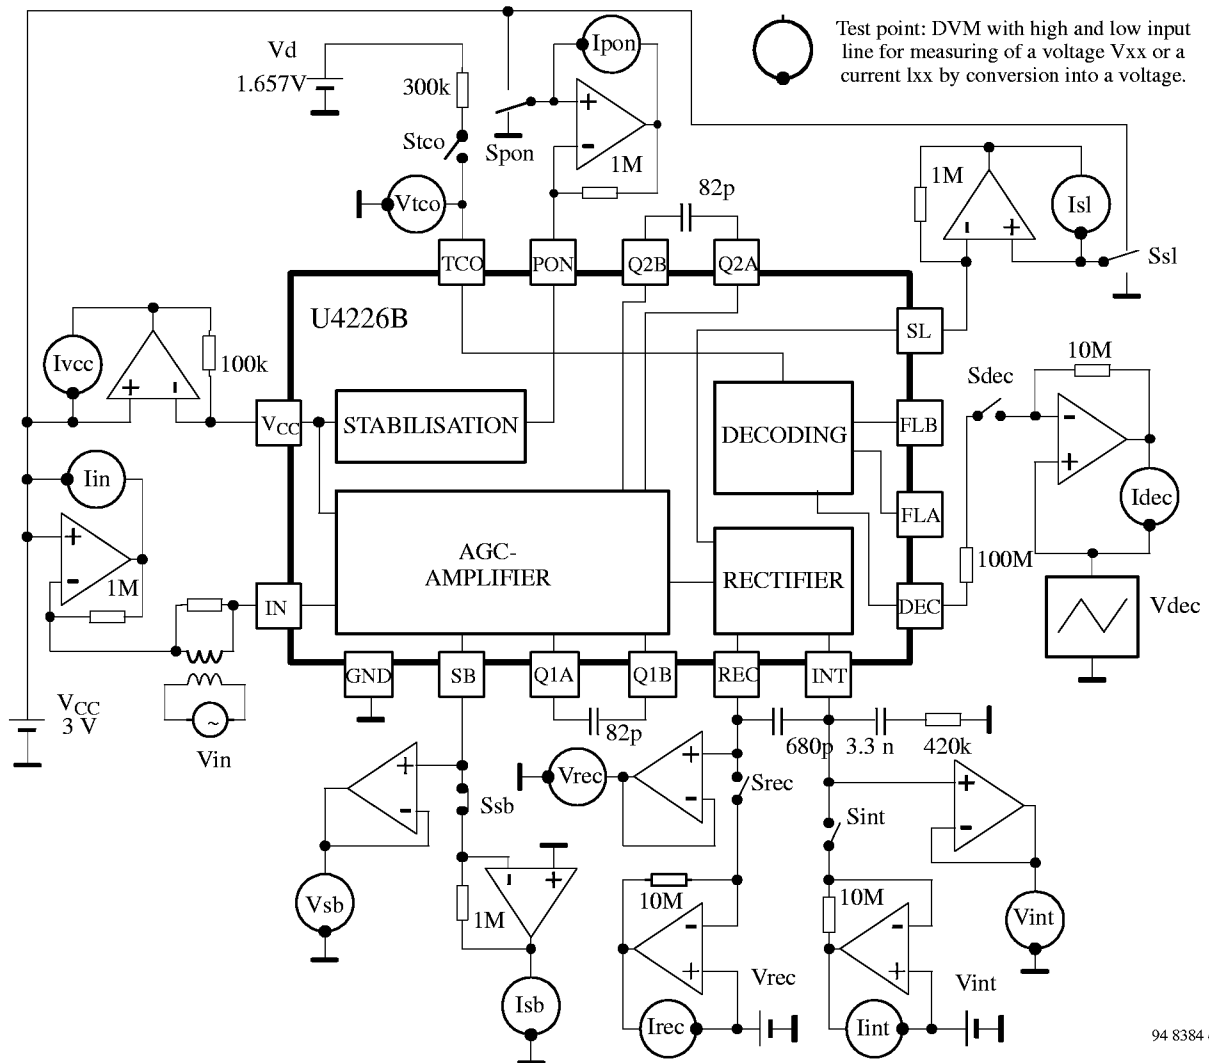 Test point: DVM with high and low input
line for measuring of a voltage Vxx or a
current Ixx by conversion into a voltage.
Vd
1.657V
300k
Stco
Spon
Ipon
+
-
1M
Vtco
82p
1M
-
+
Isl
Ssl
TCO
PON
Q2B
Q2A
U4226B
SL
Ivcc
+
-
100k
10M
Sdec
VCC
STABILISATION
DECODING
FLB
-
+
Iin
Idec
+
-
1M
FLA
AGC-
AMPLIFIER
RECTIFIER
100M
IN
DEC
Vdec
GND
SB
Q1A
Q1B
REC
INT
VCC
3 V
~
Vin
82p
680p
3.3 n
420k
+
-
Ssb
Vrec
+
-
Srec
Sint
+
-
Vsb
-
+
1M
10M
10M
Vint
-
+
-
+
Isb
Vrec
Vint
Irec
Iint
94 8384